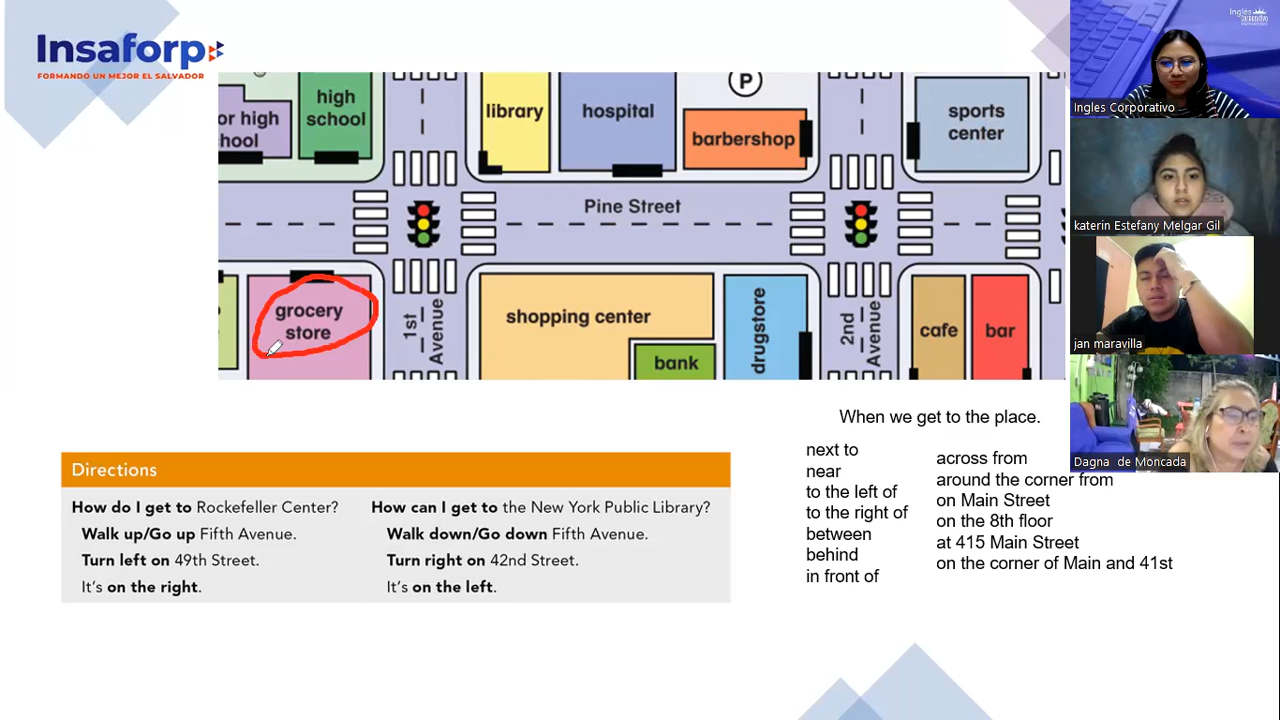 Insaforp
FORMANDO UN MEJOR EL SALVADOR
or high
hool
high
school
library
hospital
P
barbershop
sports
center
Pine Street
grocery
store
1st
Avenue
shopping center
bank
drugstore
2nd
Avenue
cafe
bar
Ingles Corporativo
katerin Estefany Melgar Gil
jan maravilla
Dagna de Moncada
When we get to the place.
next to
near
to the left of
to the right of
between
behind
in front of
across from
around the corner from
on Main Street
on the 8th floor
at 415 Main Street
on the corner of Main and 41st
Directions
How do I get to Rockefeller Center?
Walk up/Go up Fifth Avenue.
Turn left on 49th Street.
It's on the right.
How can I get to the New York Public Library?
Walk down/Go down Fifth Avenue.
Turn right on 42nd Street.
It's on the left.